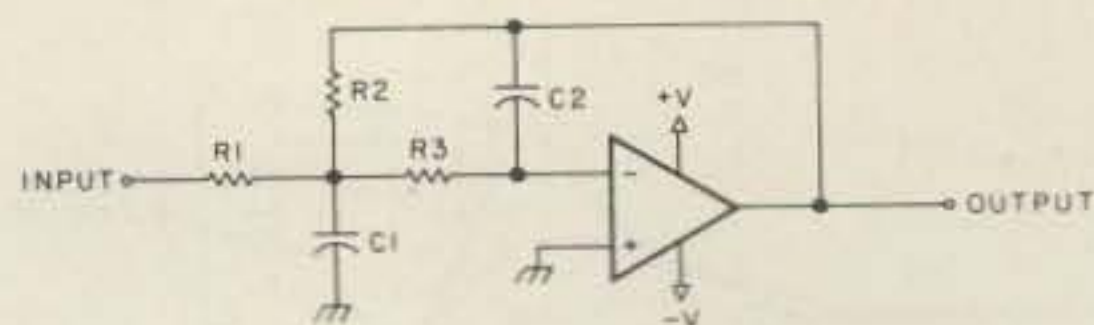 R2
C2
+V
R1
R3
INPUT
-
OUTPUT
C1
+
-V